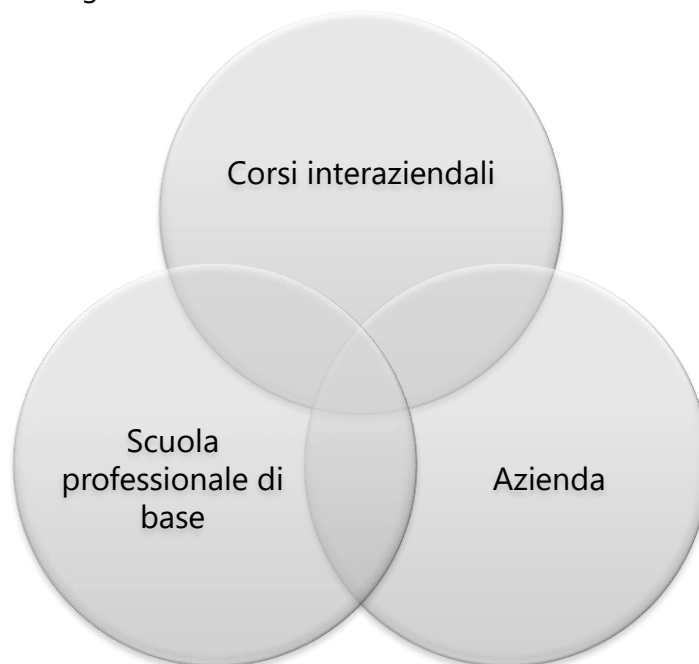 Corsi interaziendali
Scuola
professionale di
base
Azienda